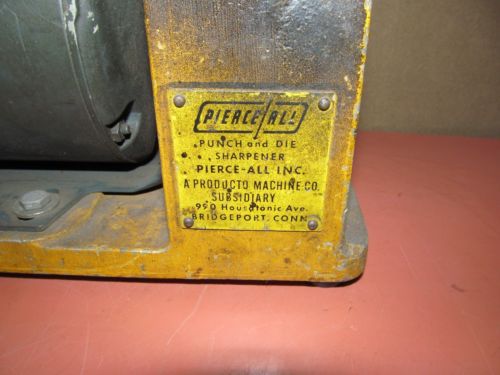 PIERCE/ALL
PUNCH and DIE
SHARPENER
PIERCE-ALL INC.
A PRODUCTO MACHINE CO.
SUBSIDIARY
990 Housatonic Ave.
BRIDGEPORT, CONN